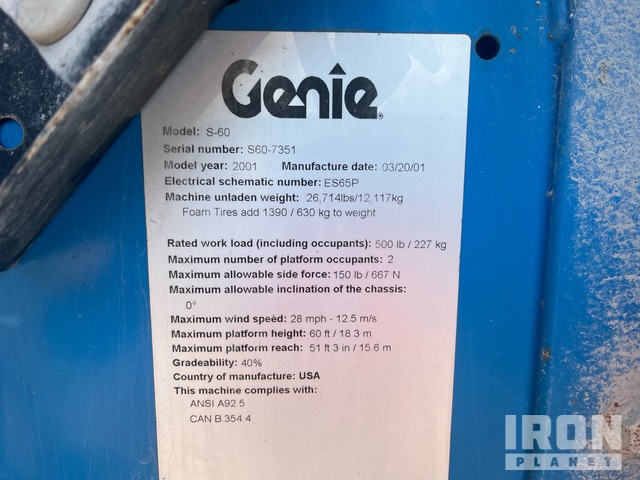 Genie
Model: S-60
Serial number: S60-7351
Model year: 2001 Manufacture date: 03/20/01
Electrical schematic number: ES65P
Machine unladen weight: 26,714lbs/12,117kg
Foam Tires add 1390 / 630 kg to weight
Rated work load (including occupants): 500 lb / 227 kg
Maximum number of platform occupants: 2
Maximum allowable side force: 150 lb / 667 N
Maximum allowable inclination of the chassis:
0°
Maximum wind speed: 28 mph - 12.5 m/s
Maximum platform height: 60 ft / 18.3 m
Maximum platform reach: 51 ft 3 in / 15.6 m
Gradeability: 40%
Country of manufacture: USA
This machine complies with:
ANSI A92.5
CAN B.354.4
IRON
PLANET